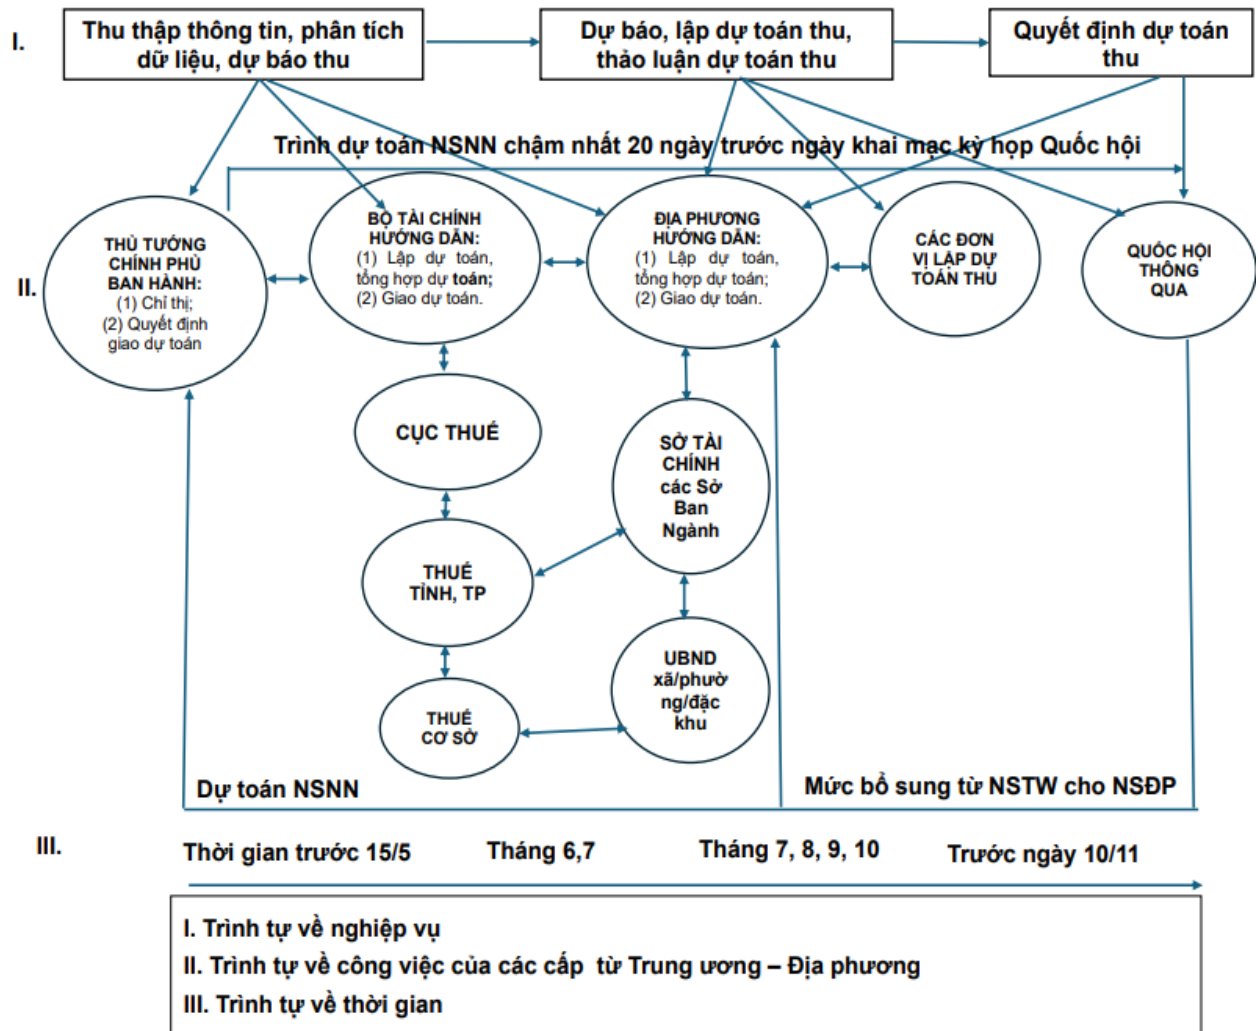 I.
Thu thập thông tin, phân tích
dữ liệu, dự báo thu
Dự báo, lập dự toán thu,
thảo luận dự toán thu
Quyết định dự toán
thu
Trình dự toán NSNN chậm nhất 20 ngày trước ngày khai mạc kỳ họp Quốc hội
II.
THỦ TƯỚNG
CHÍNH PHỦ
BAN HÀNH:
(1) Chỉ thị;
(2) Quyết định
giao dự toán
BỘ TÀI CHÍNH
HƯỚNG DẪN:
(1) Lập dự toán,
tổng hợp dự toán;
(2) Giao dự toán.
ĐỊA PHƯƠNG
HƯỚNG DẪN:
(1) Lập dự toán,
tổng hợp dự toán;
(2) Giao dự toán.
CÁC ĐƠN
VỊ LẬP DỰ
TOÁN THU
QUỐC HỘI
THÔNG
QUA
CỤC THUẾ
SỞ TÀI
CHÍNH
các Sở
Ban
Ngành
THUẾ
TỈNH, TP
UBND
xã/phườ
ng/đặc
khu
THUẾ
CƠ SỞ
Dự toán NSNN
Mức bổ sung từ NSTW cho NSĐP
III.
Thời gian trước 15/5
Tháng 6,7
Tháng 7, 8, 9, 10
Trước ngày 10/11
I. Trình tự về nghiệp vụ
II. Trình tự về công việc của các cấp từ Trung ương – Địa phương
III. Trình tự về thời gian